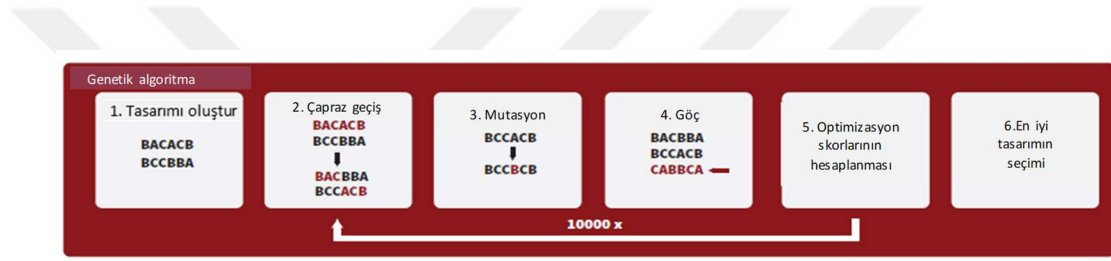 Genetik algoritma
1. Tasarımı oluştur
BACACB
BCCBBA
2. Çapraz geçiş
BACACB
BCCBBA
BACBBA
BCCACB
3. Mutasyon
BCCACB
BCCBCB
4. Göç
BACBBA
BCCACB
CABBCA
5. Optimizasyon
skorlarının
hesaplanması
6.En iyi
tasarımın
seçimi
10000 x